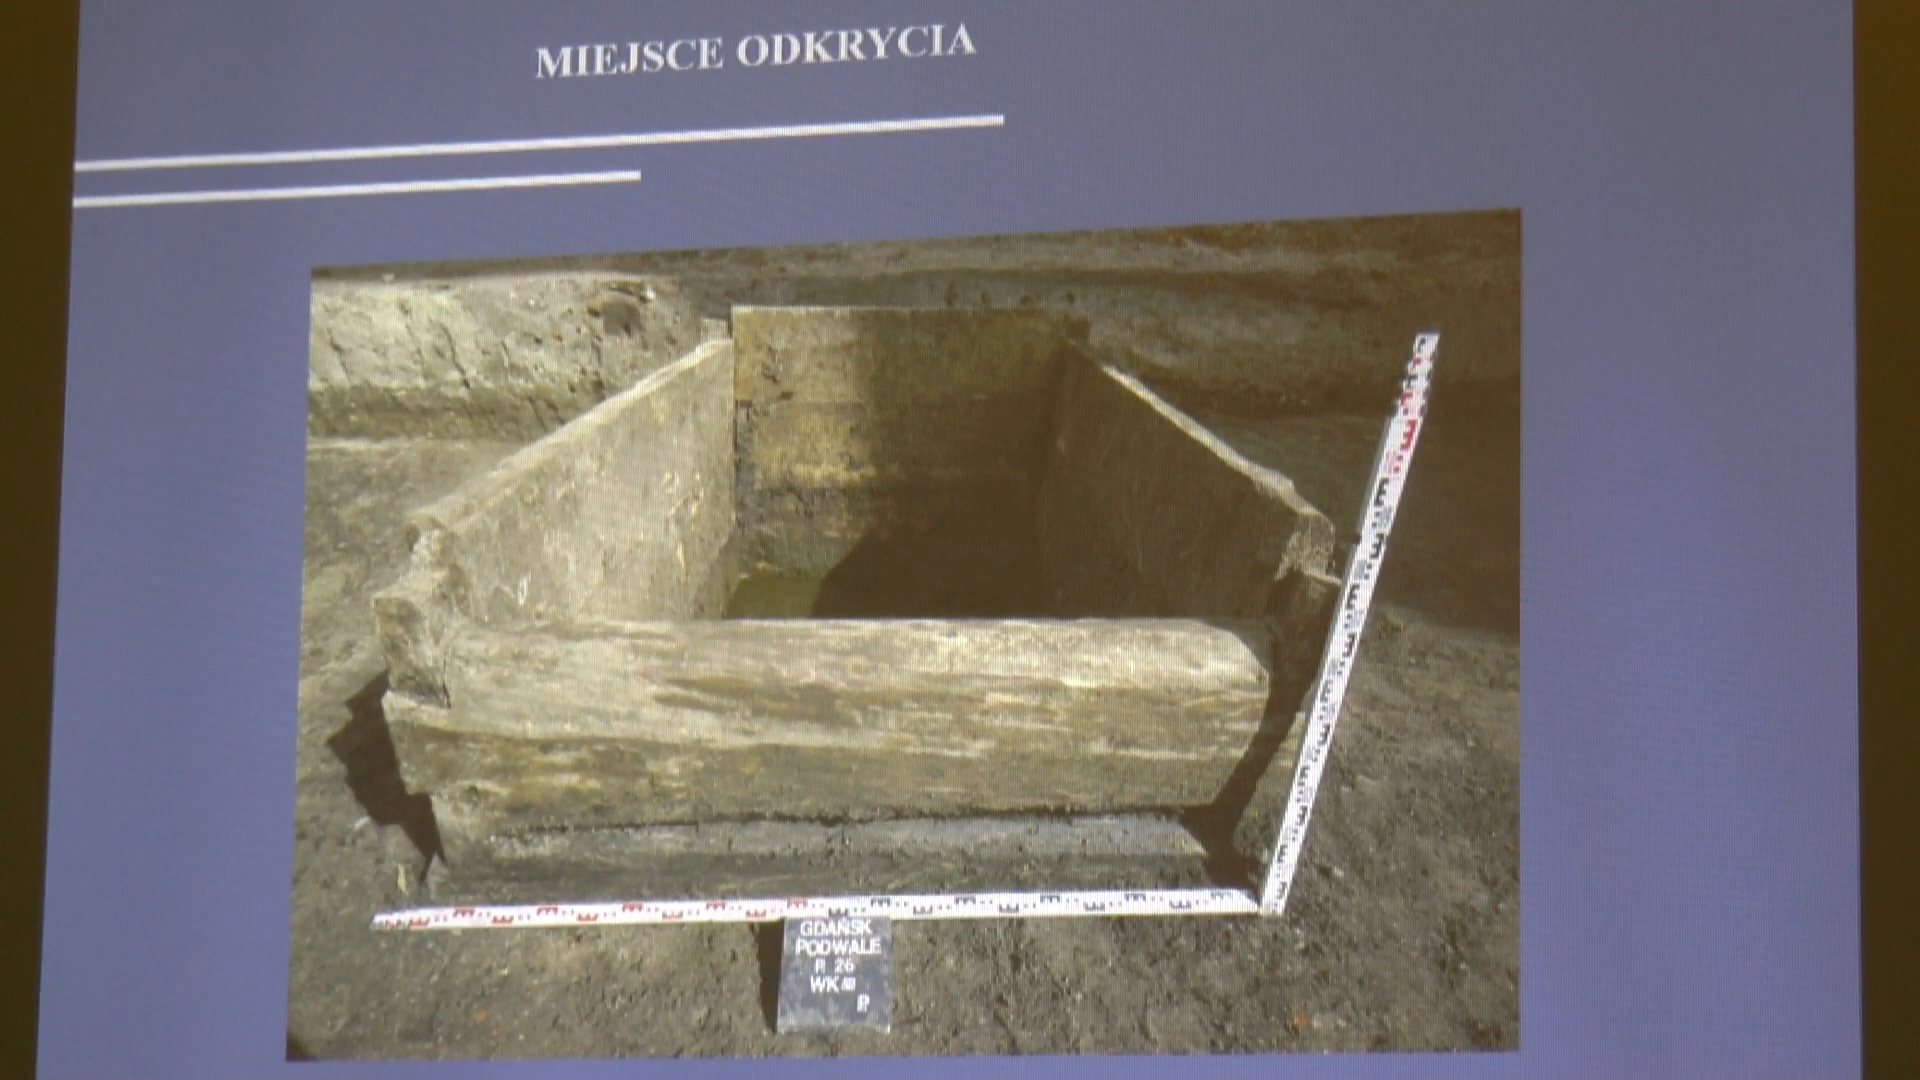 MIEJSCE ODKRYCIA
GDAŃSK
PODWALE
P. 26
WK
P